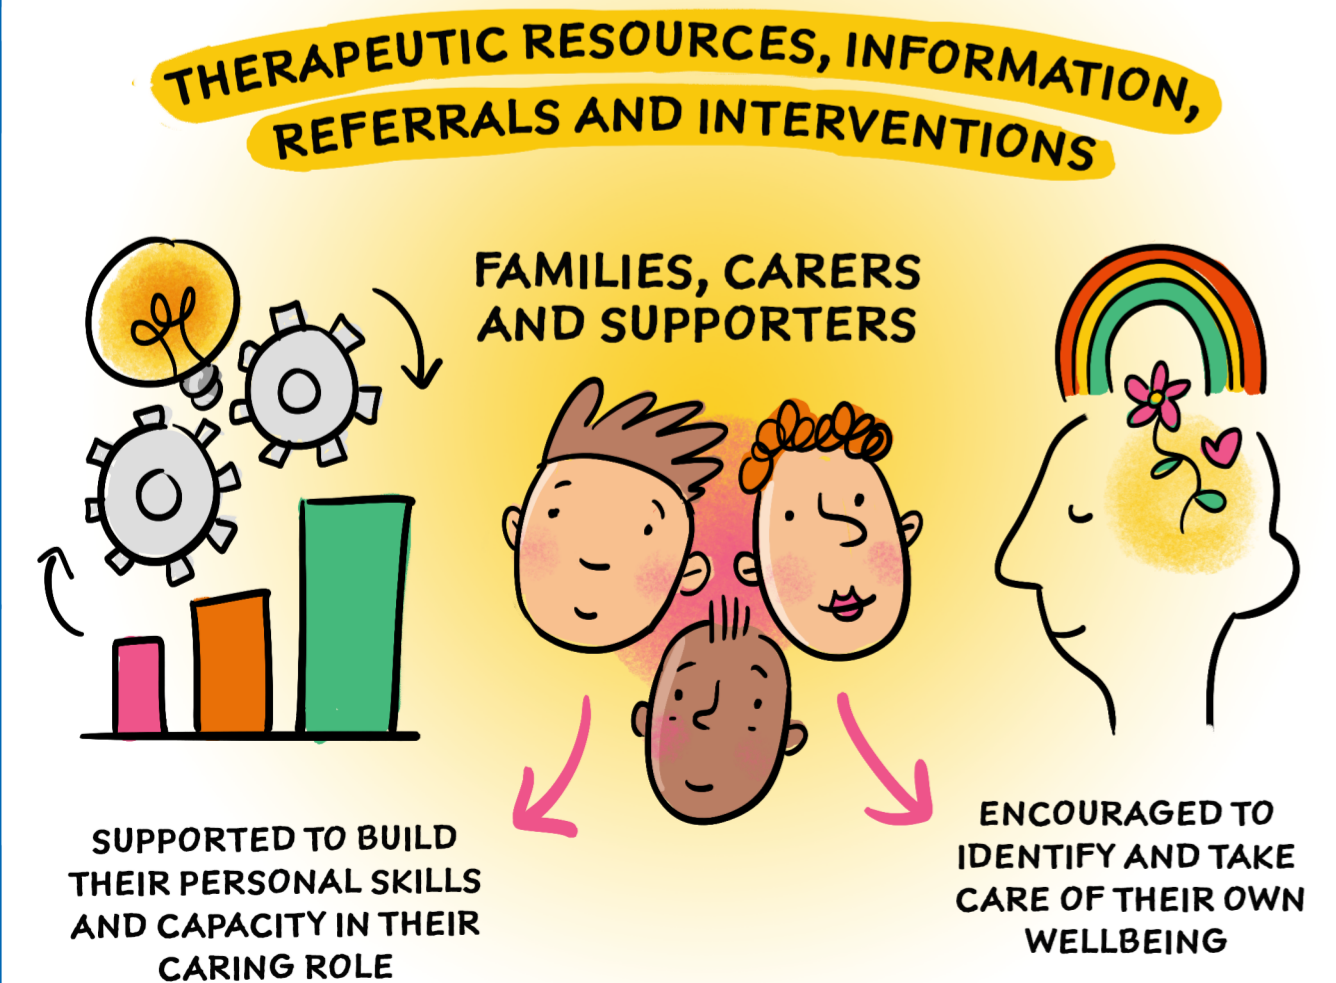 THERAPEUTIC RESOURCES, INFORMATION,
REFERRALS AND INTERVENTIONS
FAMILIES, CARERS
AND SUPPORTERS
SUPPORTED TO BUILD
THEIR PERSONAL SKILLS
AND CAPACITY IN THEIR
CARING ROLE
ENCOURAGED TO
IDENTIFY AND TAKE
CARE OF THEIR OWN
WELLBEING